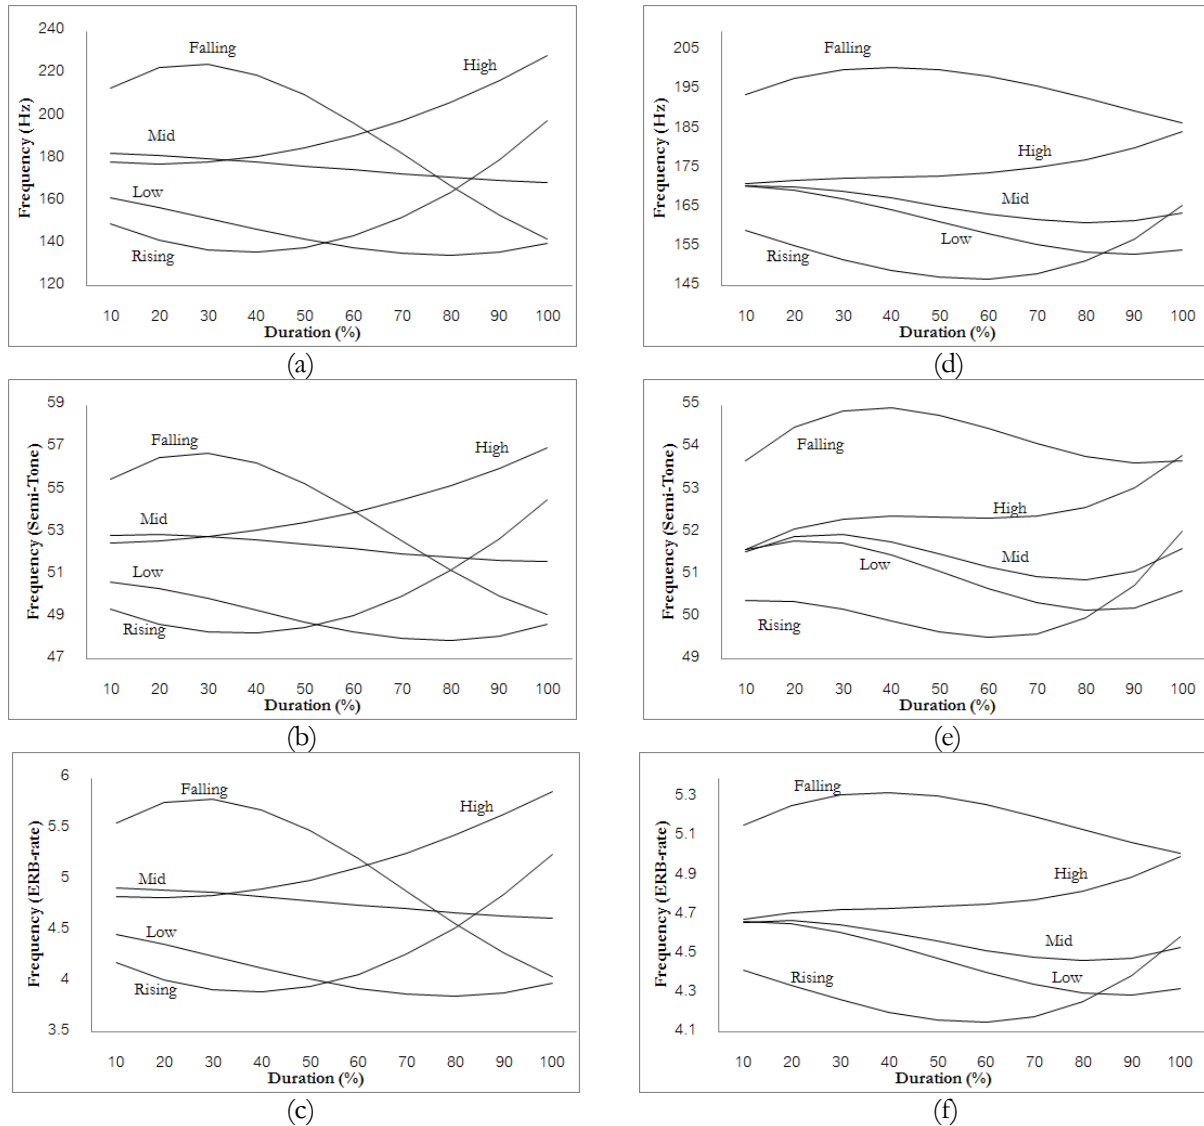 240
220
200
180
160
140
120
Frequency (Hz)
Falling
High
Mid
Low
Rising
10 20 30 40 50 60 70 80 90 100
Duration (%)
(a)
205
195
185
175
165
155
145
Frequency (Hz)
Falling
High
Mid
Low
Rising
10 20 30 40 50 60 70 80 90 100
Duration (%)
(d)
59
57
55
53
51
49
47
Frequency (Semi-Tone)
Falling
High
Mid
Low
Rising
10 20 30 40 50 60 70 80 90 100
Duration (%)
(b)
55
54
53
52
51
50
49
Frequency (Semi-Tone)
Falling
High
Mid
Low
Rising
10 20 30 40 50 60 70 80 90 100
Duration (%)
(e)
6
5.5
5
4.5
4
3.5
Frequency (ERB-rate)
Falling
High
Mid
Low
Rising
10 20 30 40 50 60 70 80 90 100
Duration (%)
(c)
5.3
5.1
4.9
4.7
4.5
4.3
4.1
Frequency (ERB-rate)
Falling
High
Mid
Low
Rising
10 20 30 40 50 60 70 80 90 100
Duration (%)
(f)